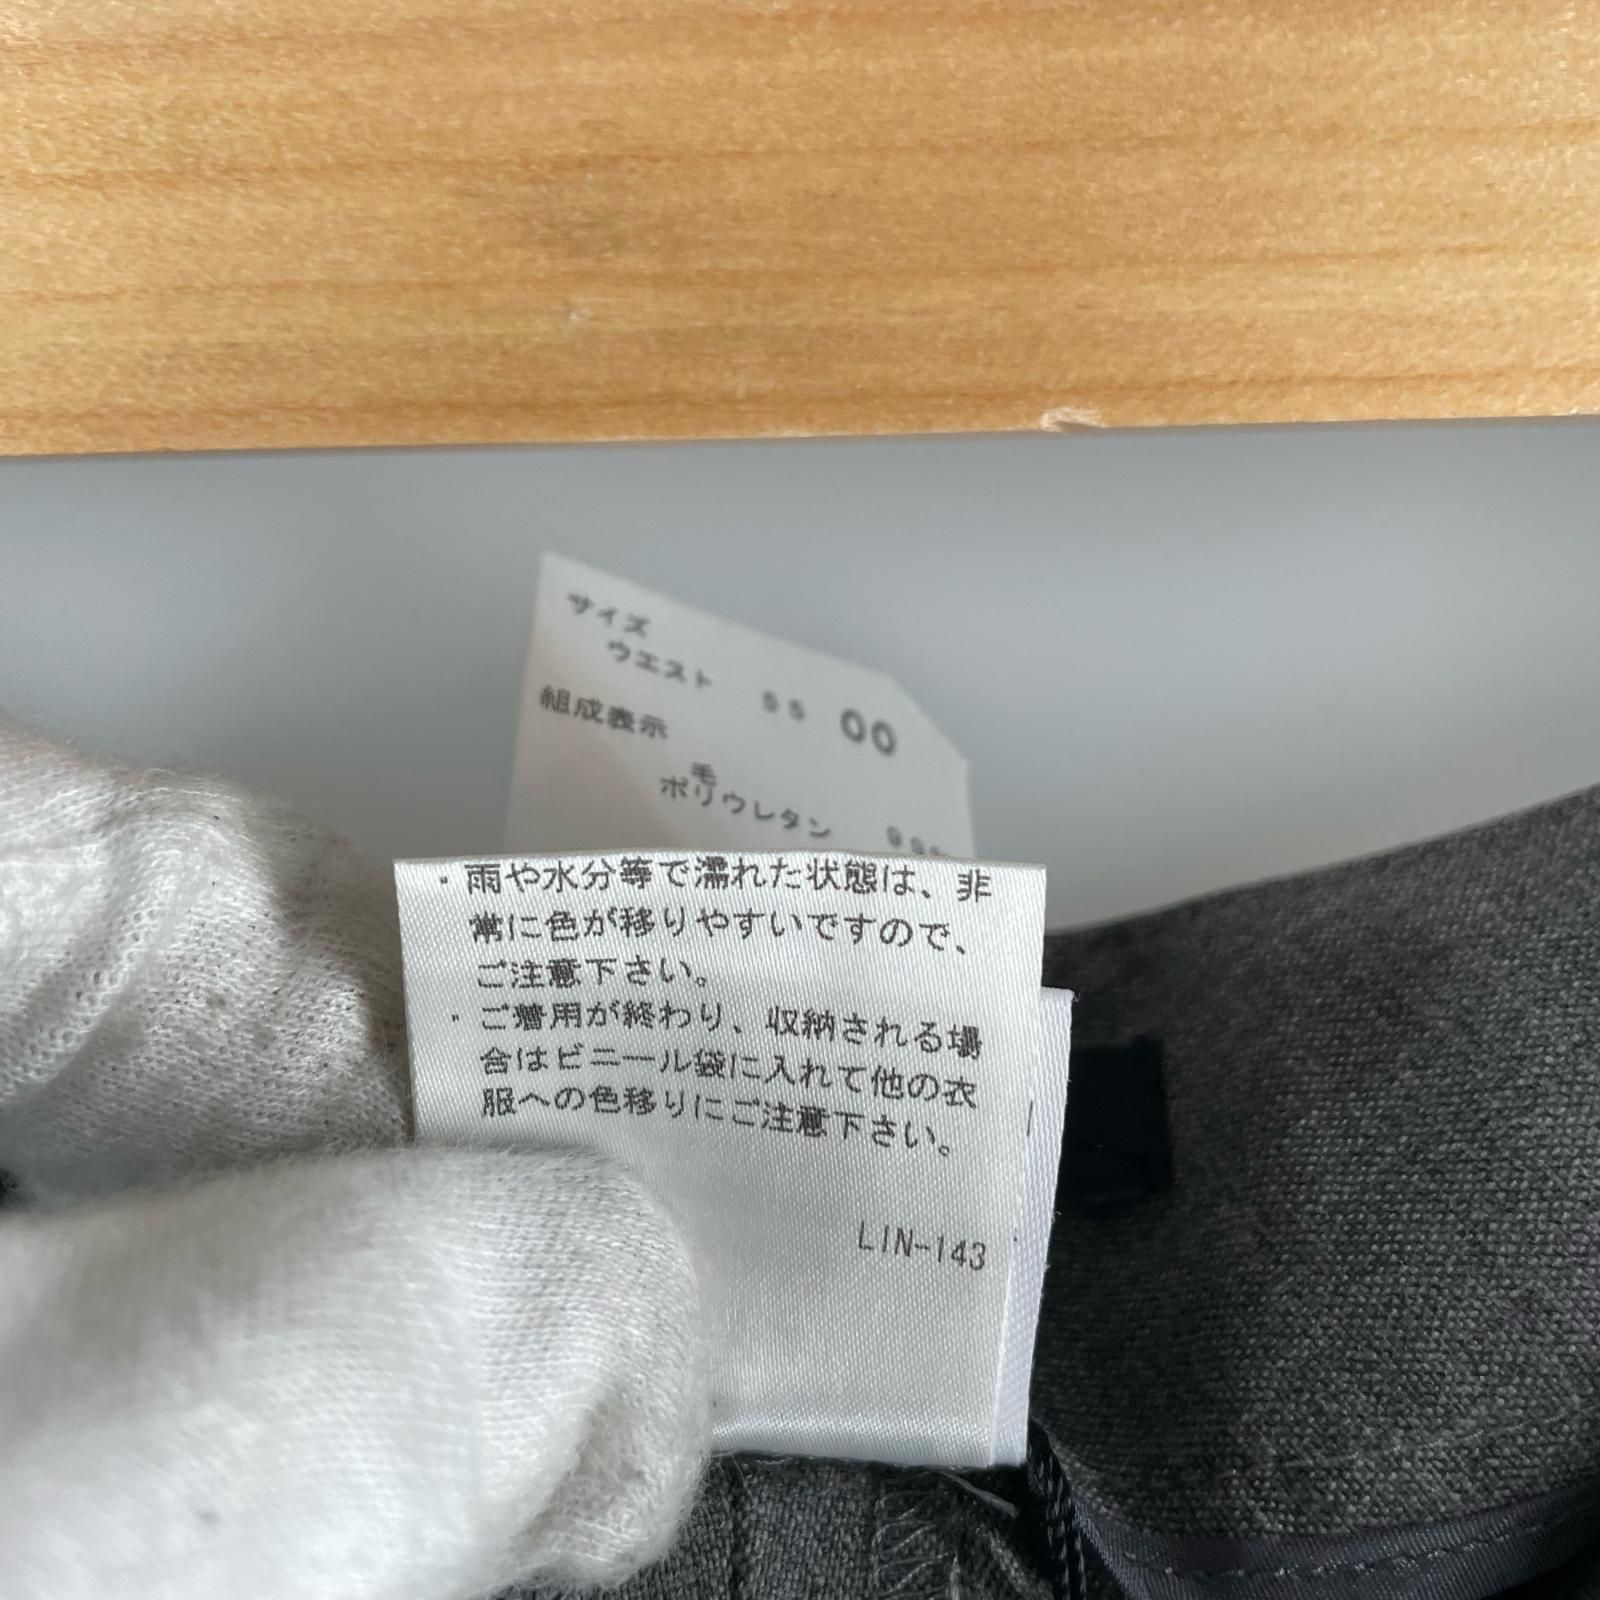 サイズ
ウエスト 55 00
組成表示
毛
ポリウレタン
・雨や水分等で濡れた状態は、非
常に色が移りやすいですので、
ご注意下さい。
・ご着用が終わり、収納される場
合はビニール袋に入れて他の衣
服への色移りにご注意下さい。
LIN-143